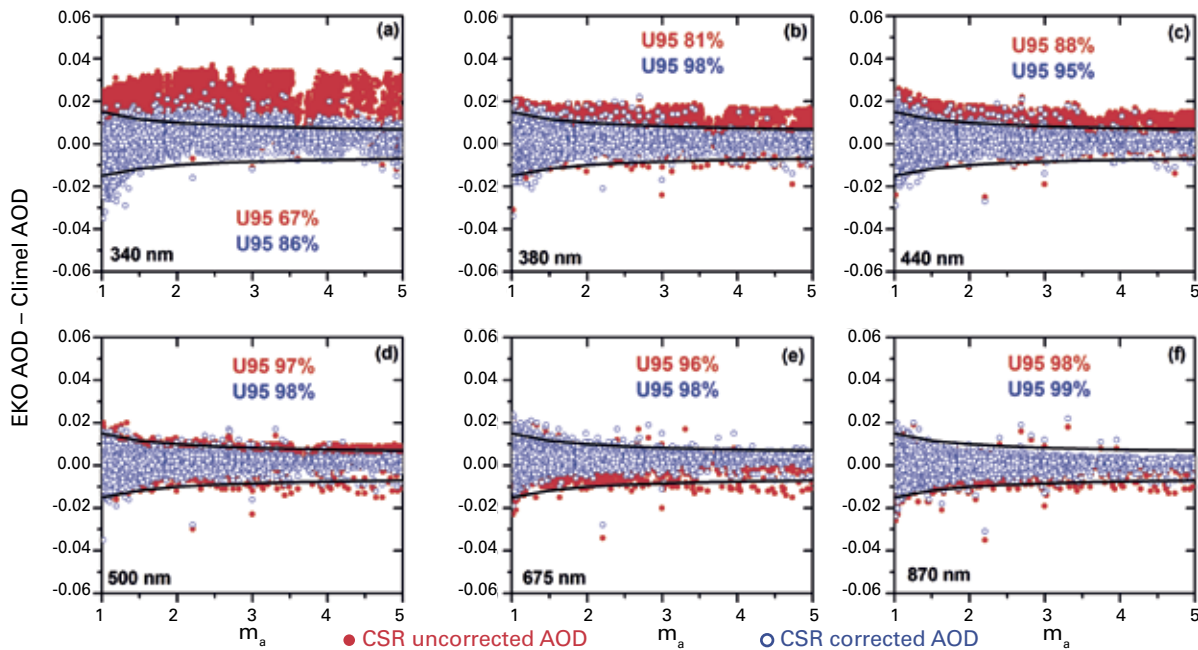 EKO AOD – Climel AOD
0.06
0.04
0.02
0.00
-0.02
-0.04
-0.06
(a)
U95 67%
U95 86%
340 nm
1 2 3 4 5
0.06
0.04
0.02
0.00
-0.02
-0.04
-0.06
(b)
U95 81%
U95 98%
380 nm
1 2 3 4 5
0.06
0.04
0.02
0.00
-0.02
-0.04
-0.06
(c)
U95 88%
U95 95%
440 nm
1 2 3 4 5
0.06
0.04
0.02
0.00
-0.02
-0.04
-0.06
(d)
U95 97%
U95 98%
500 nm
1 2 3 4 5
ma
0.06
0.04
0.02
0.00
-0.02
-0.04
-0.06
(e)
U95 96%
U95 98%
675 nm
1 2 3 4 5
ma
0.06
0.04
0.02
0.00
-0.02
-0.04
-0.06
(f)
U95 98%
U95 99%
870 nm
1 2 3 4 5
ma
CSR uncorrected AOD
CSR corrected AOD